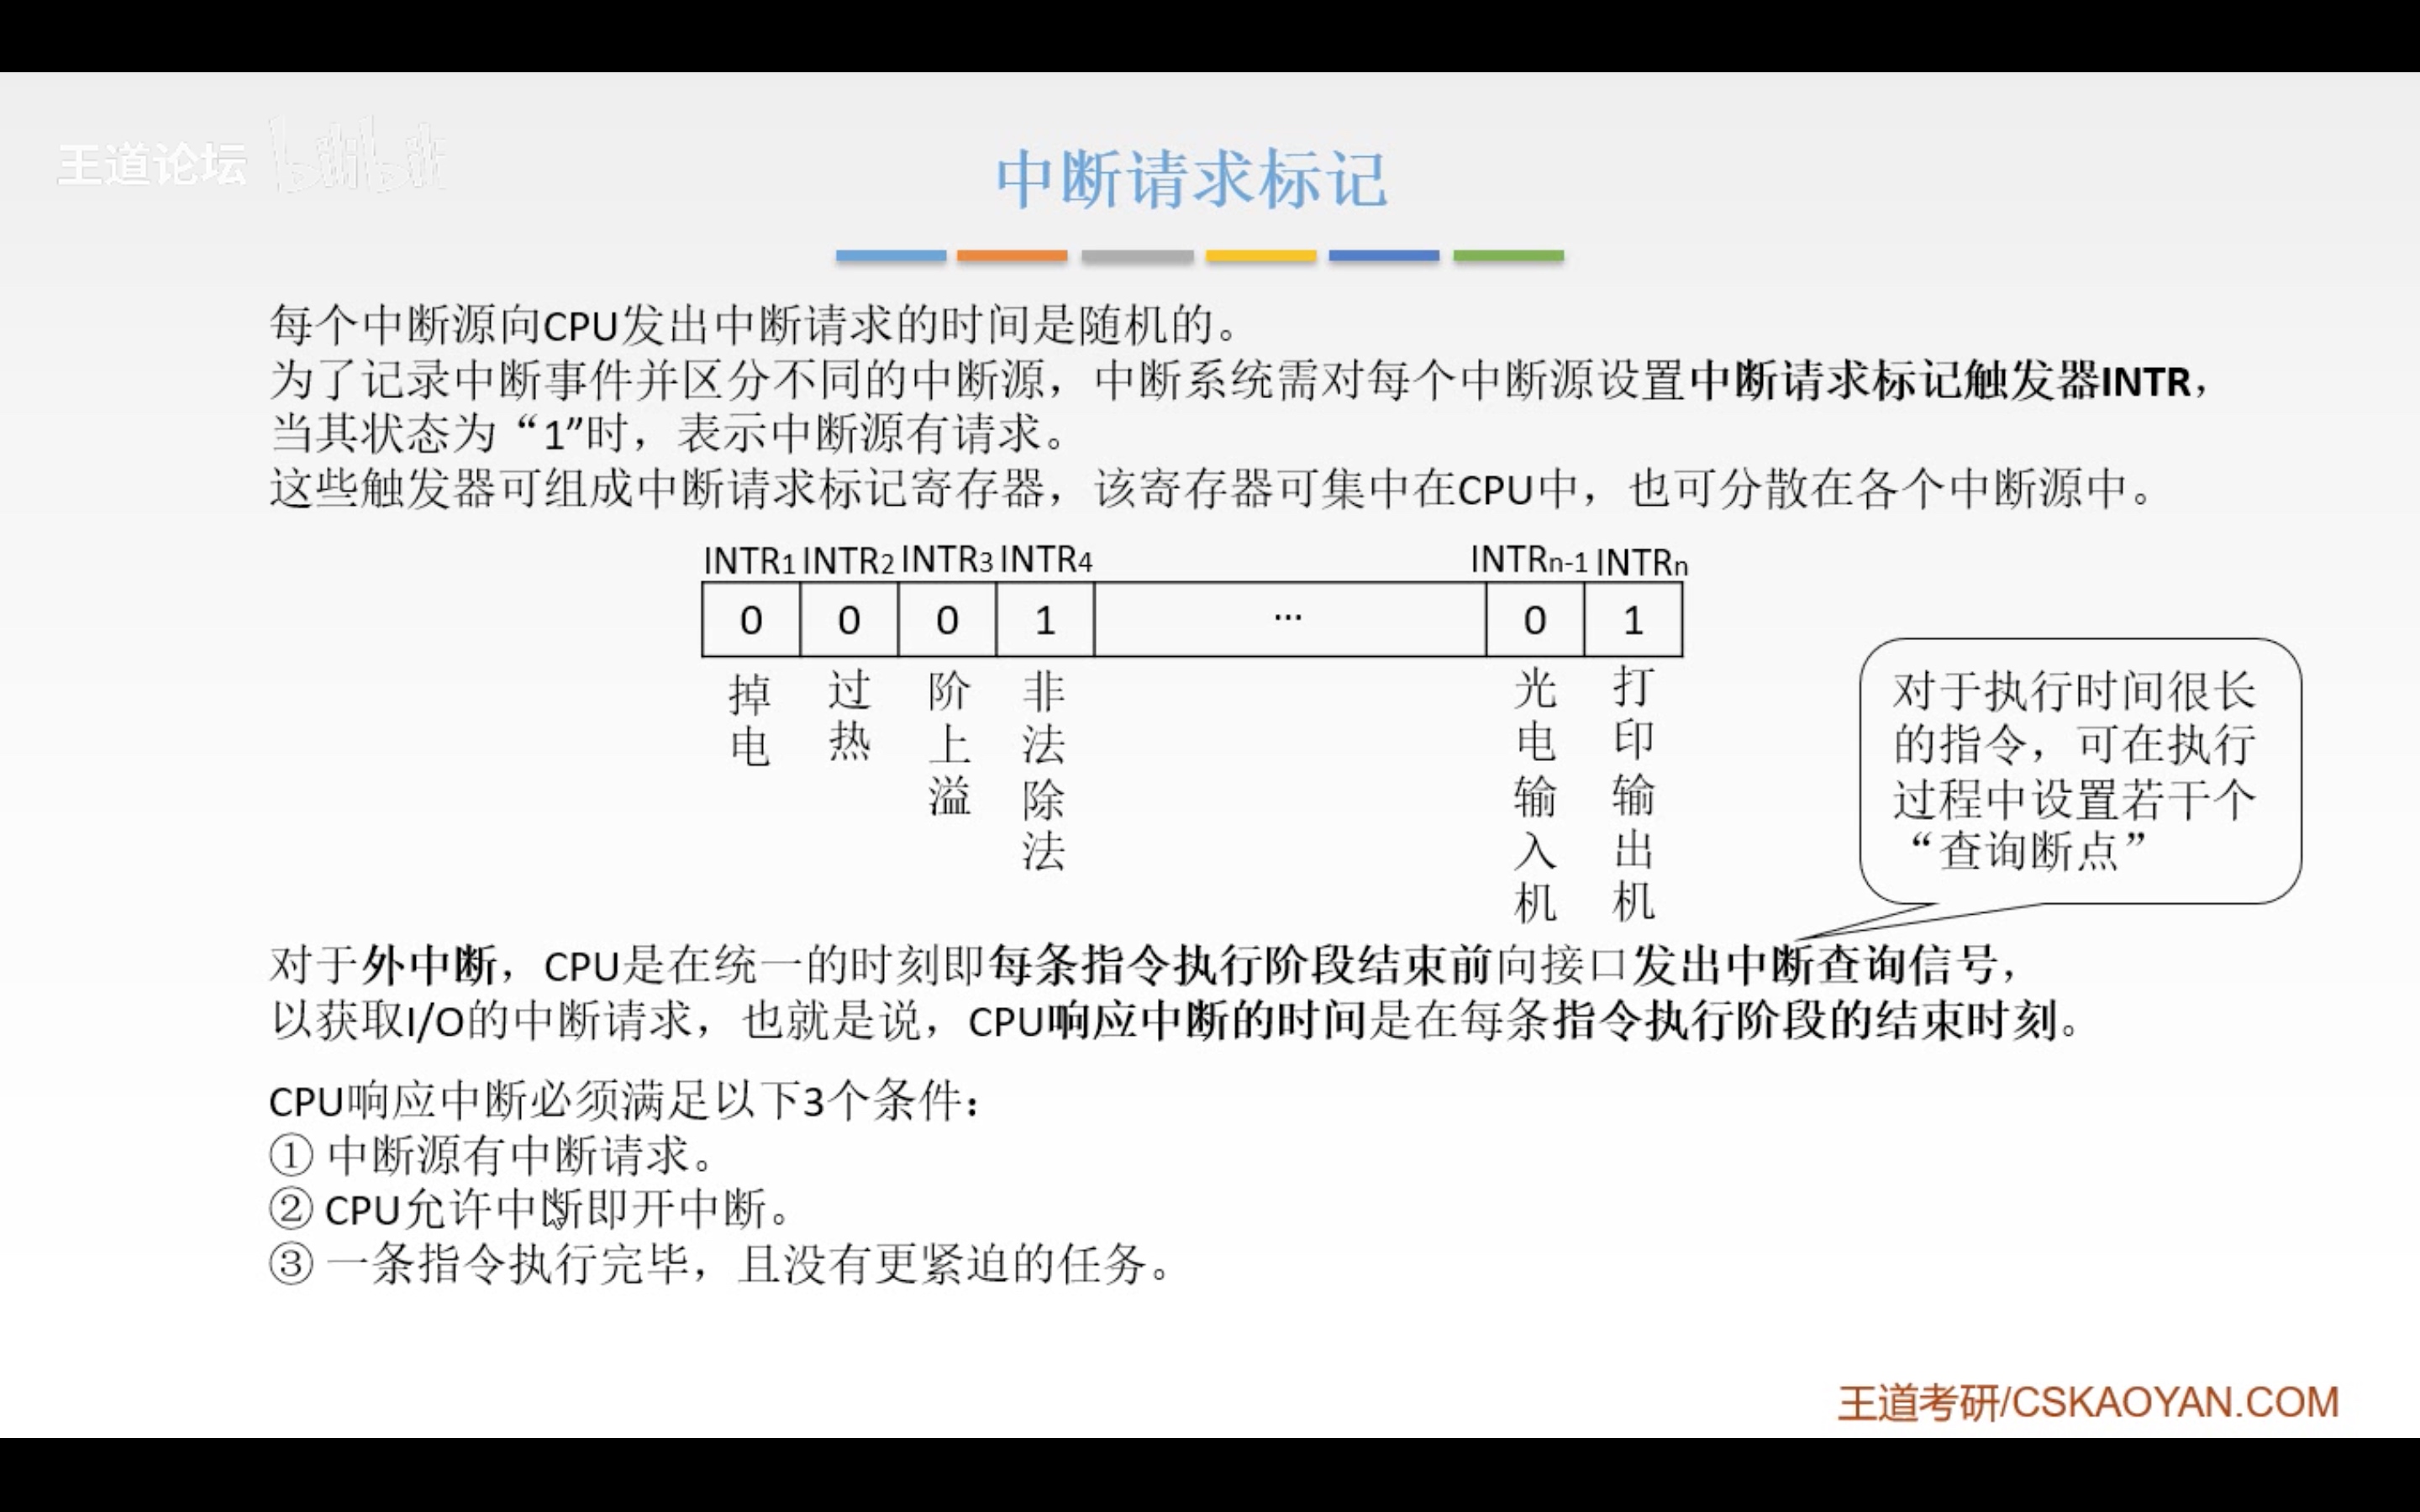 王道论坛 bilibili
中断请求标记
每个中断源向CPU发出中断请求的时间是随机的。
为了记录中断事件并区分不同的中断源，中断系统需对每个中断源设置中断请求标记触发器INTR，
当其状态为“1”时，表示中断源有请求。
这些触发器可组成中断请求标记寄存器，该寄存器可集中在CPU中，也可分散在各个中断源中。
INTR1 INTR2 INTR3 INTR4 INTRn-1 INTRn
0 0 0 1 … 0 1
掉电 过热 阶上溢 非法除法 光电输入机 打印输出机
对于执行时间很长
的指令，可在执行
过程中设置若干个
“查询断点”
对于外中断，CPU是在统一的时刻即每条指令执行阶段结束前向接口发出中断查询信号，
以获取I/O的中断请求，也就是说，CPU响应中断的时间是在每条指令执行阶段的结束时刻。
CPU响应中断必须满足以下3个条件：
① 中断源有中断请求。
② CPU允许中断即开中断。
③ 一条指令执行完毕，且没有更紧迫的任务。
王道考研/CSKAOYAN.COM